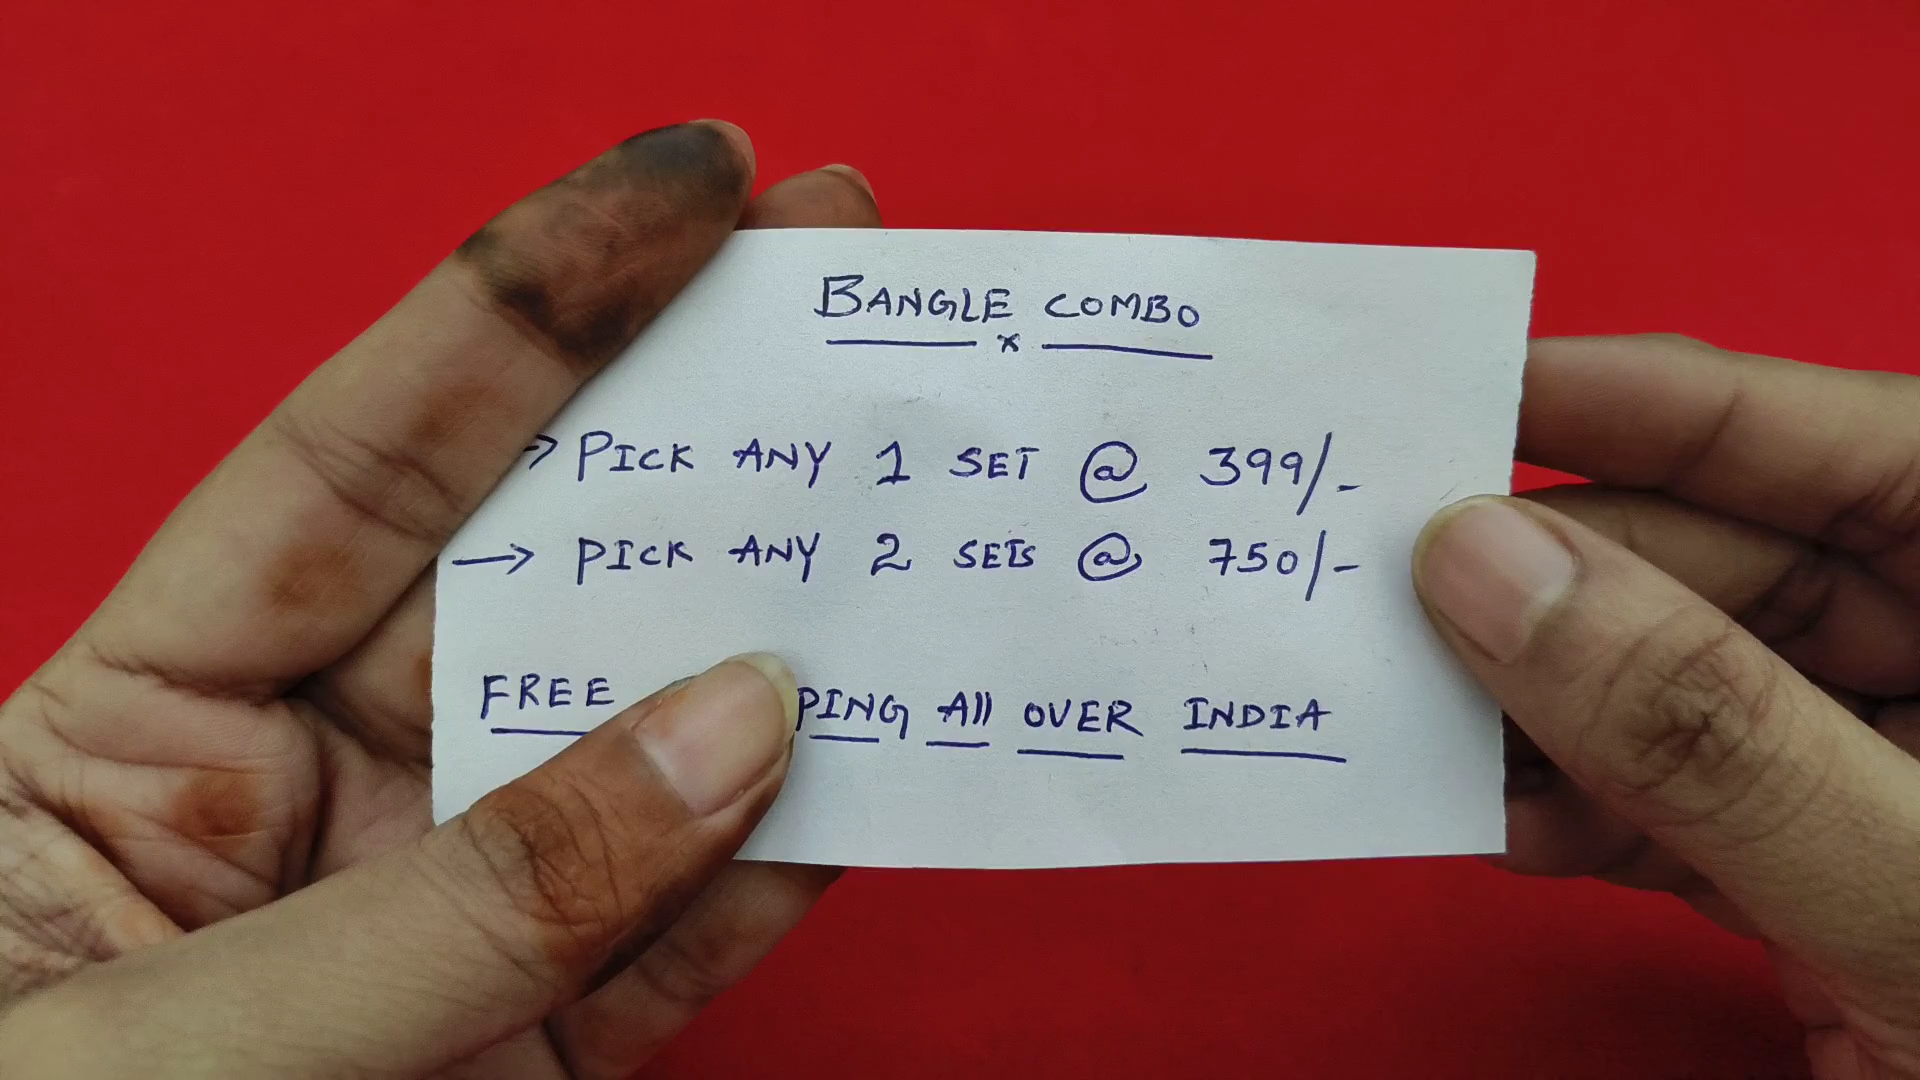 BANGLE COMBO
x
→ PICK ANY 1 SET @ 399/-
→ PICK ANY 2 SETS @ 750/-
FREE PING All OVER INDIA